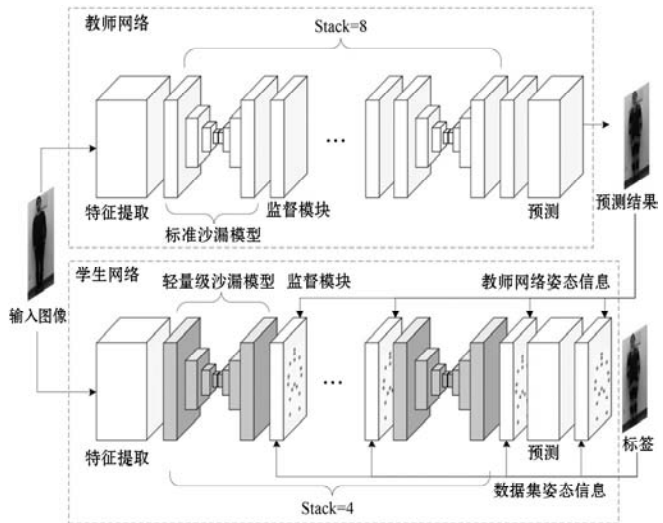 教师网络
Stack=8
特征提取
监督模块
预测
预测结果
标准沙漏模型
学生网络
轻量级沙漏模型
监督模块
教师网络姿态信息
输入图像
特征提取
预测
标签
数据集姿态信息
Stack=4